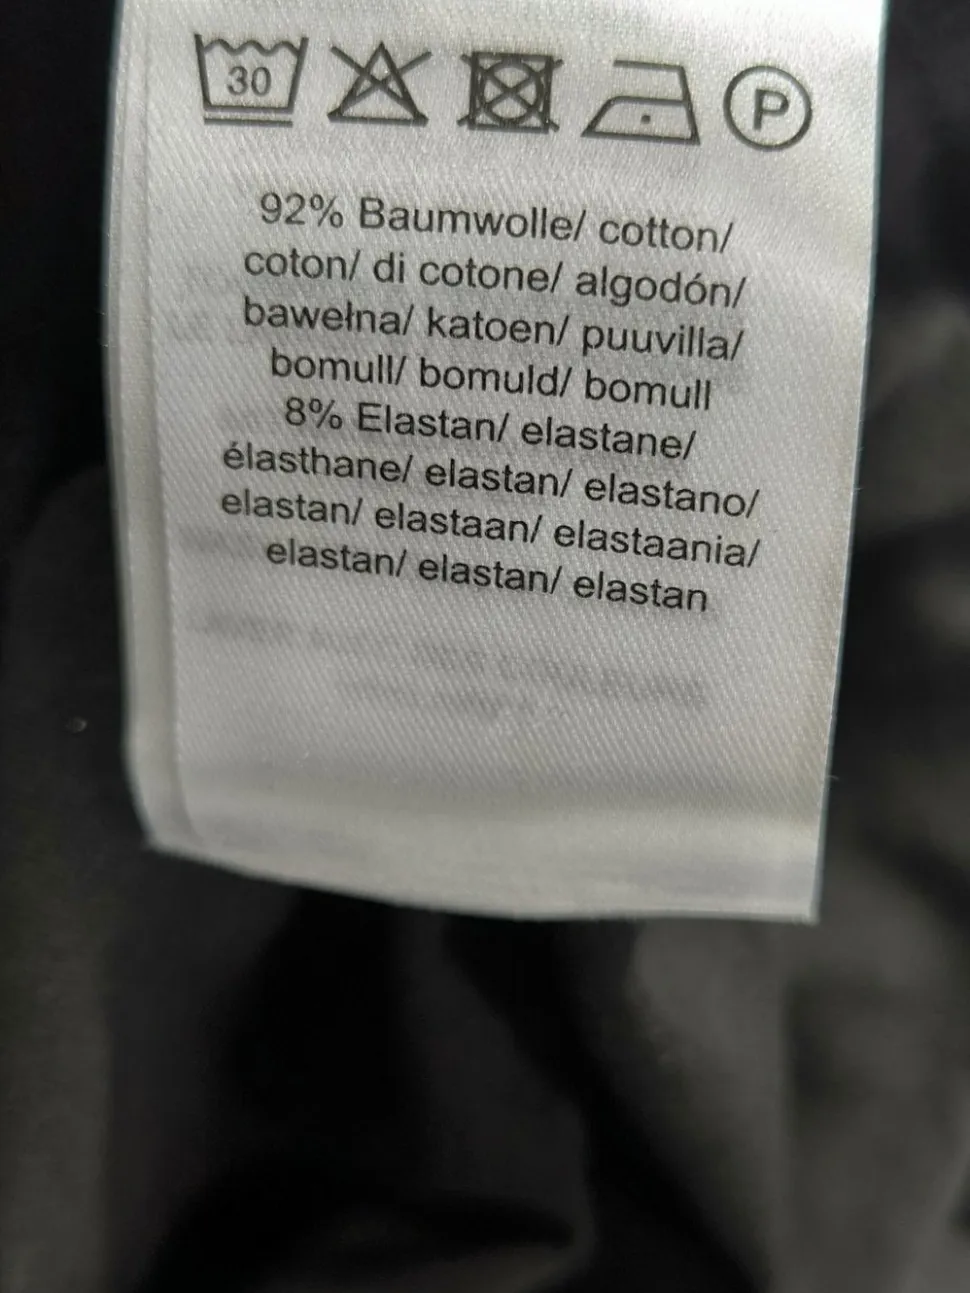 30
P
92% Baumwolle/ cotton/
coton/ di cotone/ algodón/
bawełna/ katoen/ puuvilla/
bomull/ bomuld/ bomull
8% Elastan/ elastane/
élasthane/ elastan/ elastano/
elastan/ elastaan/ elastaania/
elastan/ elastan/ elastan